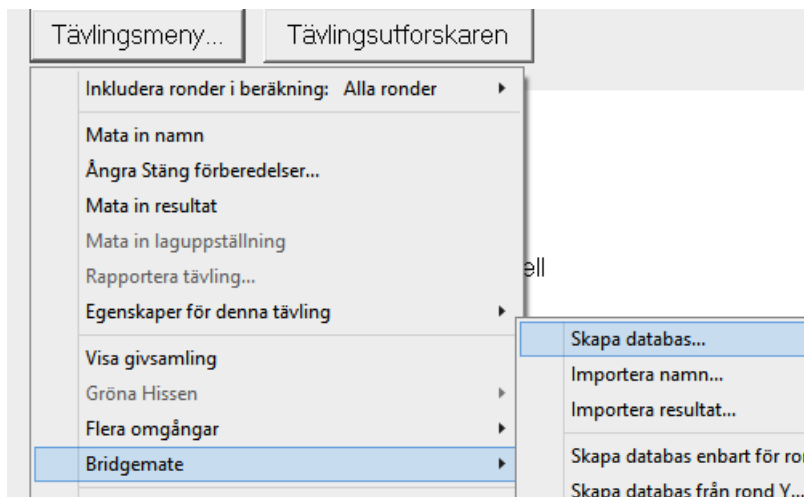 Tävlingsmeny...
Tävlingsutforskaren
Inkludera ronder i beräkning: Alla ronder
Mata in namn
Ångra Stäng förberedelser...
Mata in resultat
Mata in laguppställning
Rapportera tävling...
ell
Egenskaper för denna tävling
Visa givsamling
Gröna Hissen
Flera omgångar
Bridgemate
Skapa databas...
Importera namn...
Importera resultat...
Skapa databas enbart för ron
Skapa databas från rond Y...